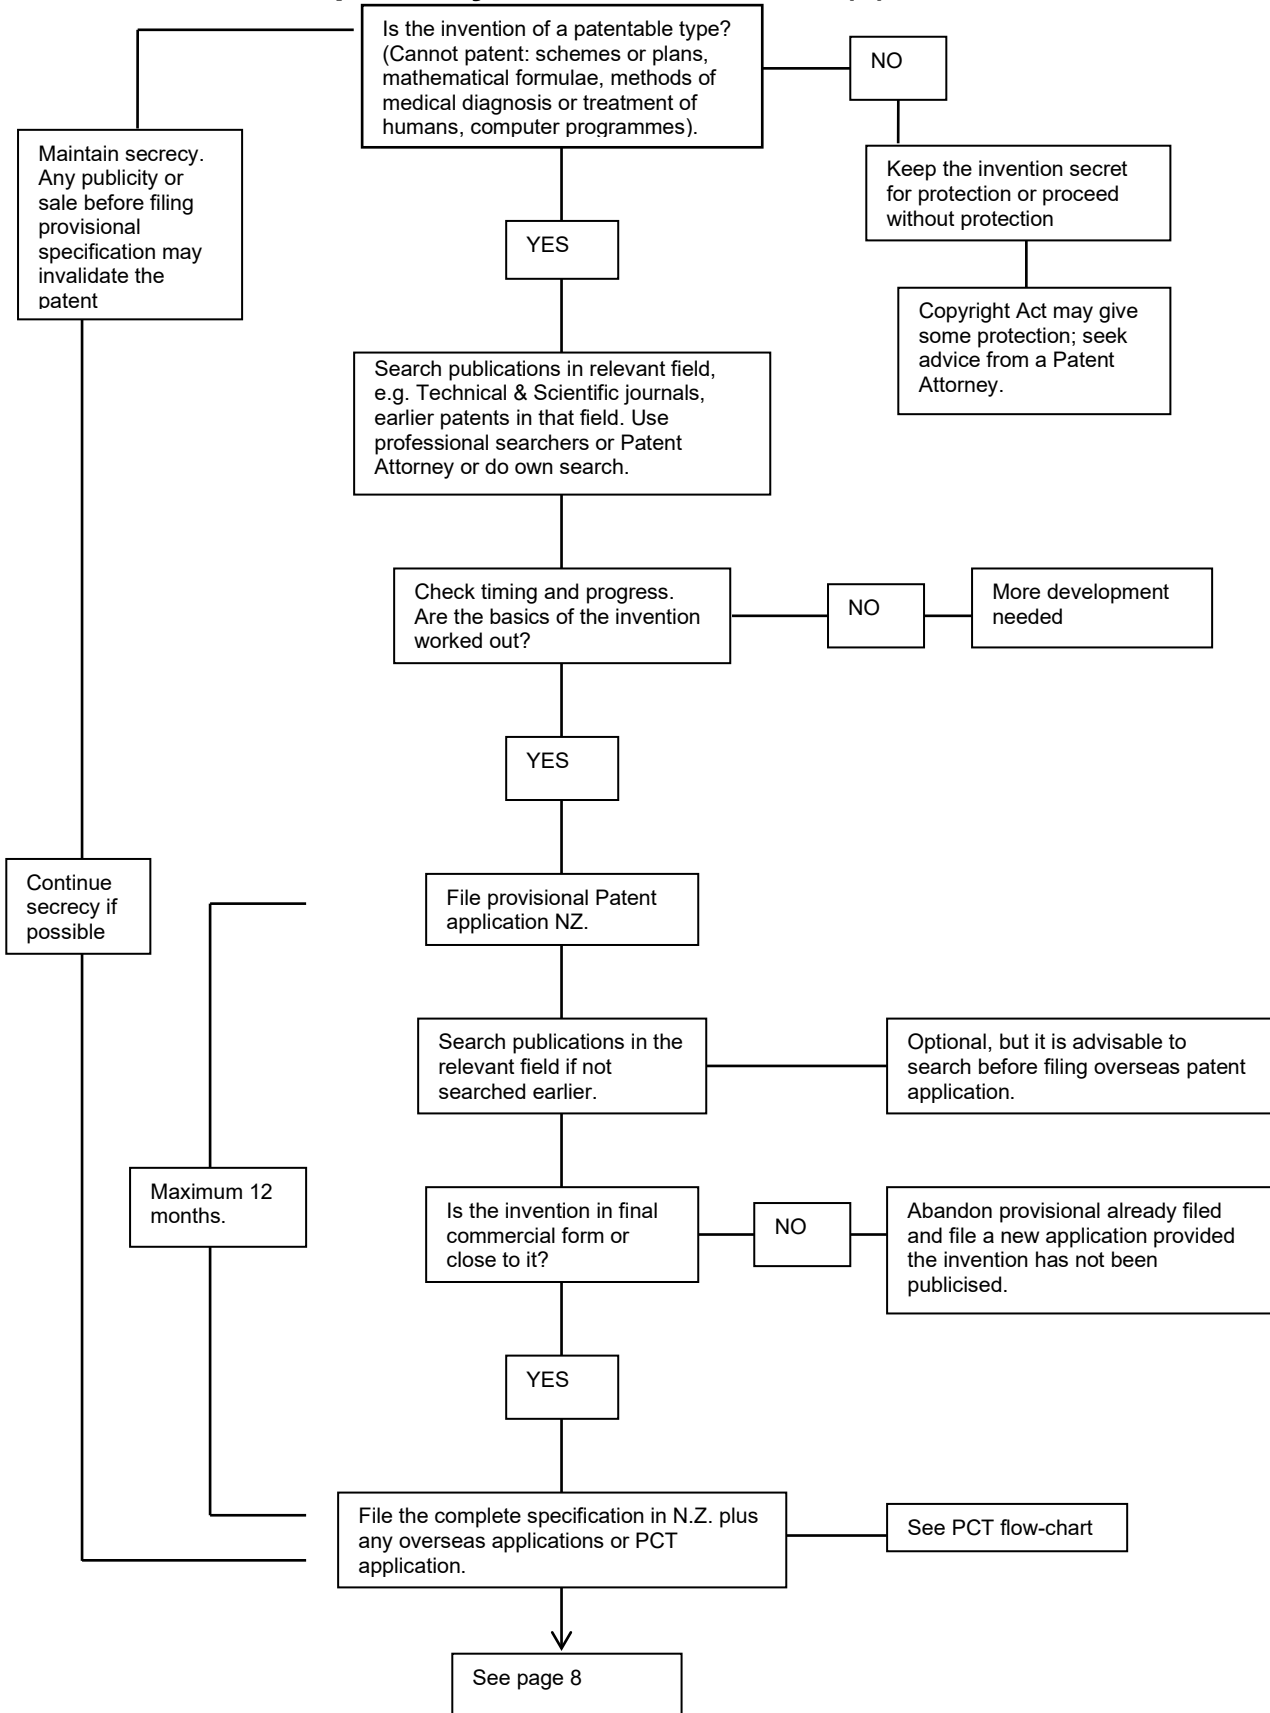 Is the invention of a patentable type?
(Cannot patent: schemes or plans,
mathematical formulae, methods of
medical diagnosis or treatment of
humans, computer programmes).
NO
Maintain secrecy.
Any publicity or
sale before filing
provisional
specification may
invalidate the
patent
Keep the invention secret
for protection or proceed
without protection
YES
Copyright Act may give
some protection; seek
advice from a Patent
Attorney.
Search publications in relevant field,
e.g. Technical & Scientific journals,
earlier patents in that field. Use
professional searchers or Patent
Attorney or do own search.
Check timing and progress.
Are the basics of the invention
worked out?
NO
More development
needed
YES
Continue
secrecy if
possible
File provisional Patent
application NZ.
Search publications in the
relevant field if not
searched earlier.
Optional, but it is advisable to
search before filing overseas patent
application.
Maximum 12
months.
Is the invention in final
commercial form or
close to it?
NO
Abandon provisional already filed
and file a new application provided
the invention has not been
publicised.
YES
File the complete specification in N.Z. plus
any overseas applications or PCT
application.
See PCT flow-chart
See page 8